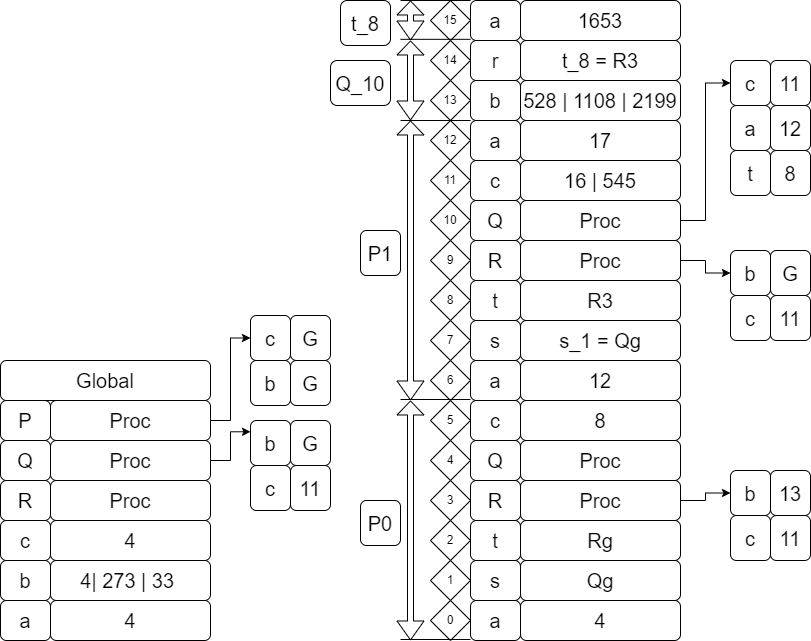 t_8
15 a 1653
14 r t_8 = R3
Q_10
13 b 528 | 1108 | 2199
12 a 17
11 c 16 | 545
10 Q Proc
c 11
a 12
t 8
P1
9 R Proc
b G
c 11
8 t R3
7 s s_1 = Qg
6 a 12
5 c 8
4 Q Proc
P0
3 R Proc
b 13
c 11
2 t Rg
1 s Qg
0 a 4
Global
P Proc
c G
b G
Q Proc
b G
c 11
R Proc
c 4
b 4| 273 | 33
a 4